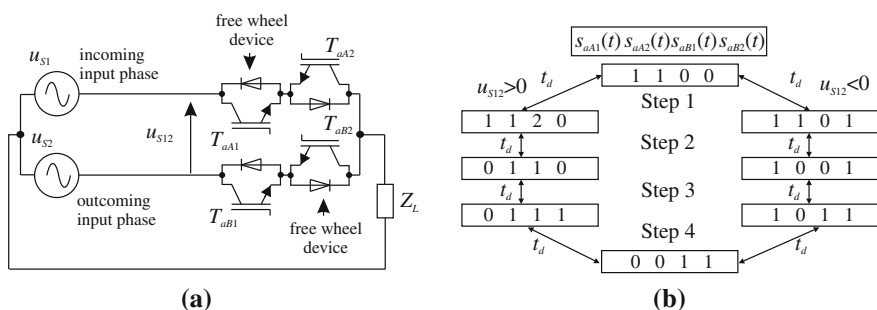 free wheel
device
incoming
input phase
u_S1
T_aA2
u_S2
u_S12
T_aA1
T_aB2
outcoming
input phase
T_aB1
free wheel
device
Z_L
(a)
s_aA1(t) s_aA2(t) s_aB1(t) s_aB2(t)
u_S12>0
t_d
1 1 0 0
t_d
u_S12<0
Step 1
1 1 2 0
1 1 0 1
t_d
Step 2
t_d
0 1 1 0
1 0 0 1
t_d
Step 3
t_d
0 1 1 1
1 0 1 1
t_d
Step 4
t_d
0 0 1 1
(b)